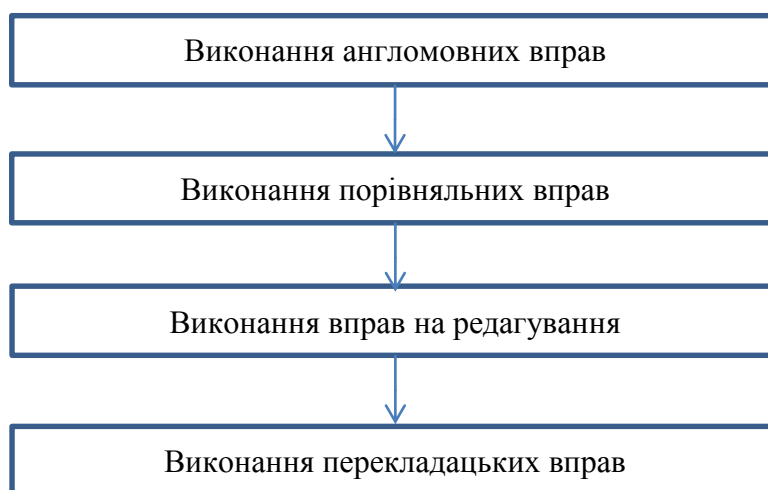 Виконання англомовних вправ
Виконання порівняльних вправ
Виконання вправ на редагування
Виконання перекладацьких вправ